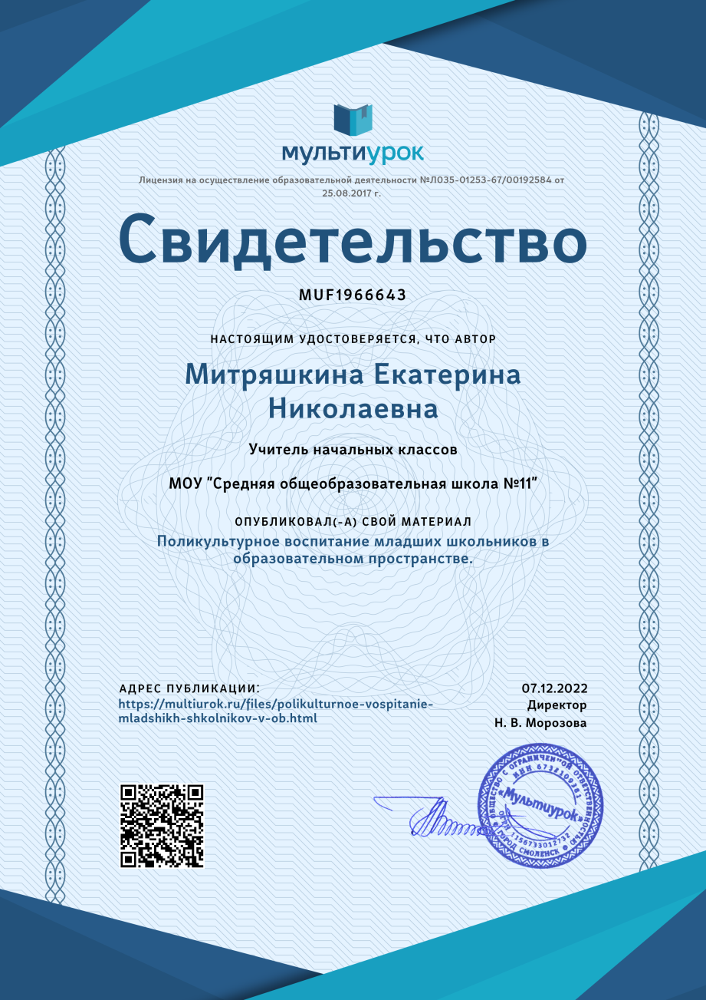 мультиурок
Лицензия на осуществление образовательной деятельности №Л035-01253-67/00192584 от
25.08.2017 г.
Свидетельство
MUF1966643
НАСТОЯЩИМ УДОСТОВЕРЯЕТСЯ, ЧТО АВТОР
Митряшкина Екатерина
Николаевна
Учитель начальных классов
МОУ "Средняя общеобразовательная школа №11"
ОПУБЛИКОВАЛ(-А) СВОЙ МАТЕРИАЛ
Поликультурное воспитание младших школьников в
образовательном пространстве.
АДРЕС ПУБЛИКАЦИИ:
https://multiurok.ru/files/polikulturnoe-vospitanie-
mladshikh-shkolnikov-v-ob.html
07.12.2022
Директор
Н. В. Морозова
ОБЩЕСТВО С ОГРАНИЧЕННОЙ ОТВЕТСТВЕННОСТЬЮ
ИНН 6732109381
«Мультиурок»
ОГРН 1156733012732
ГОРОД СМОЛЕНСК